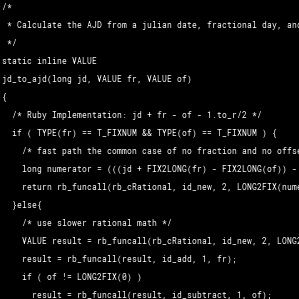 /*
* Calculate the AJD from a julian date, fractional day, and
*/
static inline VALUE
jd_to_ajd(long jd, VALUE fr, VALUE of)
{
/* Ruby Implementation: jd + fr - of - 1.to_r/2 */
if ( TYPE(fr) == T_FIXNUM && TYPE(of) == T_FIXNUM ) {
/* fast path the common case of no fraction and no offse
long numerator = (((jd + FIX2LONG(fr) - FIX2LONG(of)) -
return rb_funcall(rb_cRational, id_new, 2, LONG2FIX(nume
}else{
/* use slower rational math */
VALUE result = rb_funcall(rb_cRational, id_new, 2, LONG2
result = rb_funcall(result, id_add, 1, fr);
if ( of != LONG2FIX(0) )
result = rb_funcall(result, id_subtract, 1, of);